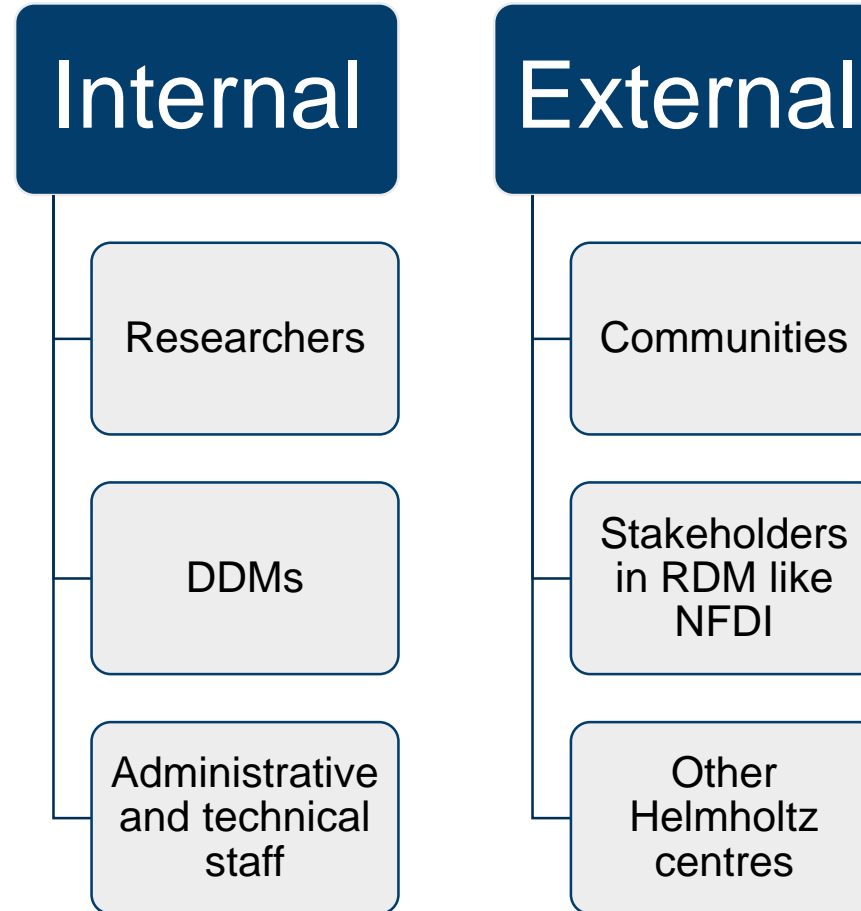 Internal
Researchers
DDMs
Administrative
and technical
staff
External
Communities
Stakeholders
in RDM like
NFDI
Other
Helmholtz
centres